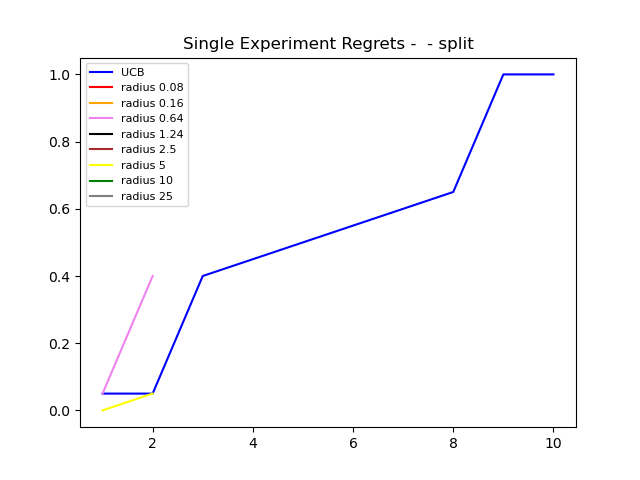 Single Experiment Regrets -  - split
UCB
radius 0.08
radius 0.16
radius 0.64
radius 1.24
radius 2.5
radius 5
radius 10
radius 25
1.0
0.8
0.6
0.4
0.2
0.0
2 4 6 8 10